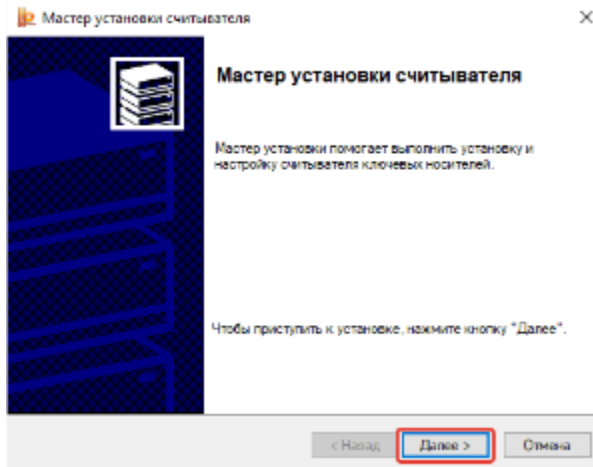 Мастер установки считывателя
Мастер установки считывателя
Мастер установки помогает выполнить установку и
настройку считывателя ключевых носителей.
Чтобы приступить к установке, нажмите кнопку "Далее".
< Назад Далее > Отмена